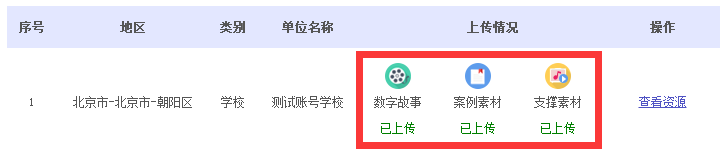 序号 地区 类别 单位名称 上传情况 操作
数字故事 案例素材 支撑素材
1 北京市-北京市-朝阳区 学校 测试账号学校 查看资源
已上传 已上传 已上传